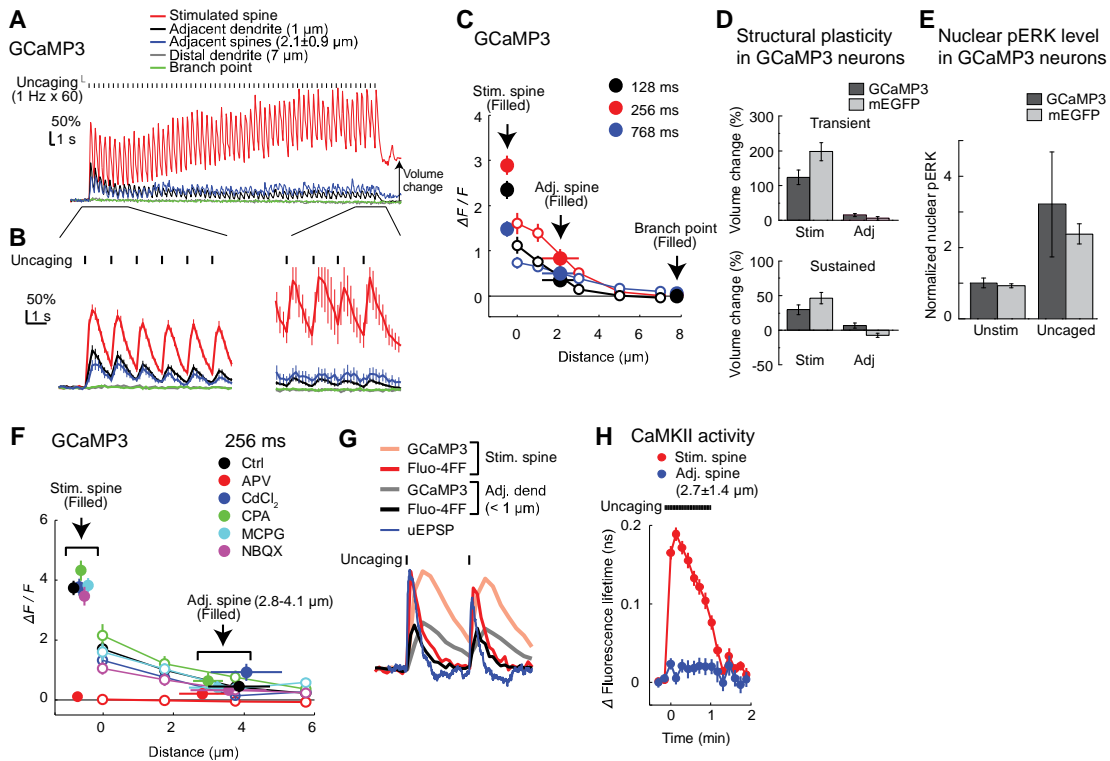 A
GCaMP3
Stimulated spine
Adjacent dendrite (1 µm)
Adjacent spines (2.1±0.9 µm)
Distal dendrite (7 µm)
Branch point
Uncaging
(1 Hz x 60)
50%
1 s
Volume
change
B
Uncaging
50%
1 s
C
GCaMP3
Stim. spine
(Filled)
128 ms
256 ms
768 ms
Adj. spine
(Filled)
Branch point
(Filled)
ΔF / F
4
3
2
1
0
0 2 4 6 8
Distance (µm)
D
Structural plasticity
in GCaMP3 neurons
GCaMP3
mEGFP
Transient
Volume change (%)
300
200
100
0
Stim Adj
Sustained
Volume change (%)
100
50
0
-50
Stim Adj
E
Nuclear pERK level
in GCaMP3 neurons
GCaMP3
mEGFP
Normalized nuclear pERK
4
2
0
Unstim Uncaged
F
GCaMP3
256 ms
Ctrl
APV
CdCl2
CPA
MCPG
NBQX
Stim. spine
(Filled)
Adj. spine (2.8-4.1 µm)
(Filled)
ΔF / F
6
4
2
0
0 2 4 6
Distance (µm)
G
GCaMP3
Fluo-4FF
Stim. spine
GCaMP3
Fluo-4FF
Adj. dend
(< 1 µm)
uEPSP
Uncaging
H
CaMKII activity
Stim. spine
Adj. spine
(2.7±1.4 µm)
Uncaging
Δ Fluorescence lifetime (ns)
0.2
0.1
0
0 1 2
Time (min)